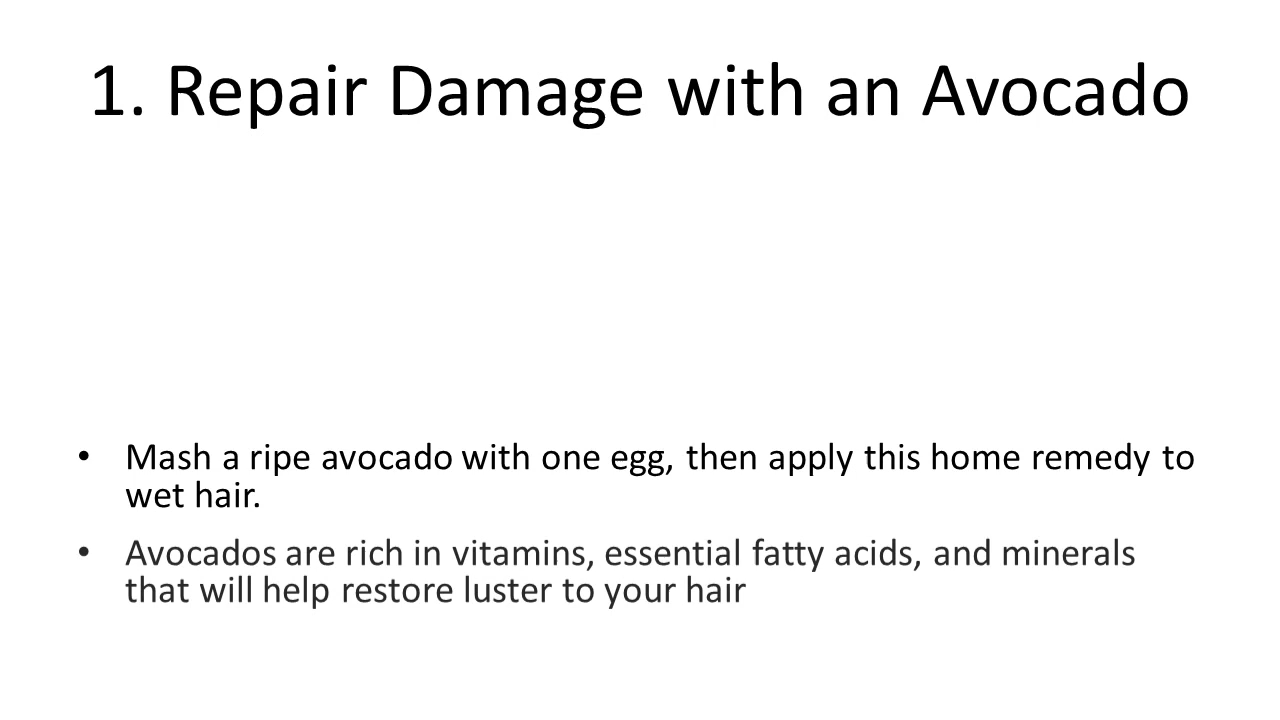 1. Repair Damage with an Avocado
• Mash a ripe avocado with one egg, then apply this home remedy to
wet hair.
• Avocados are rich in vitamins, essential fatty acids, and minerals
that will help restore luster to your hair